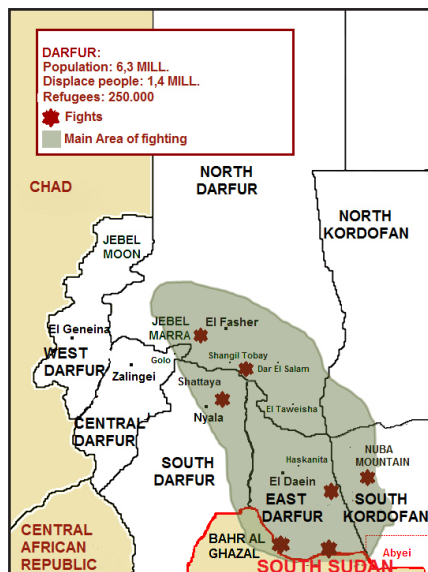 DARFUR:
Population: 6,3 MILL.
Displace people: 1,4 MILL.
Refugees: 250.000
Fights
Main Area of fighting
NORTH
DARFUR
CHAD
NORTH
KORDOFAN
JEBEL
MOON
JEBEL
MARRA
El Fasher
El Geneina
WEST
DARFUR
Golo
Shangil Tobay
Dar El Salam
Zalingei
Shattaya
El Taweisha
Nyala
CENTRAL
DARFUR
NUBA
MOUNTAIN
Haskanita
SOUTH
DARFUR
El Daein
EAST
DARFUR
SOUTH
KORDOFAN
CENTRAL
AFRICAN
REPUBLIC
BAHR AL
GHAZAL
Abyei
SOUTH SUDAN